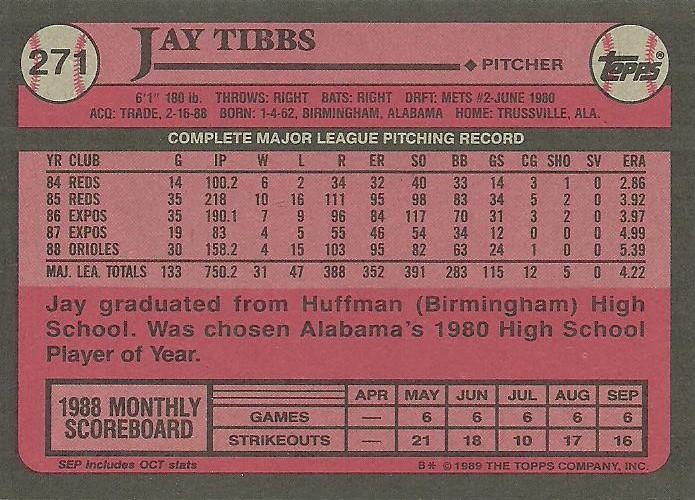 271
JAY TIBBS
PITCHER
TOPPS®
6'1" 180 lb. THROWS: RIGHT BATS: RIGHT DRFT: METS #2-JUNE 1980
ACQ: TRADE, 2-16-88 BORN: 1-4-62, BIRMINGHAM, ALABAMA HOME: TRUSSVILLE, ALA.
COMPLETE MAJOR LEAGUE PITCHING RECORD
YR CLUB G IP W L R ER SO BB GS CG SHO SV ERA
84 REDS 14 100.2 6 2 34 32 40 33 14 3 1 0 2.86
85 REDS 35 218 10 16 111 95 98 83 34 5 2 0 3.92
86 EXPOS 35 190.1 7 9 96 84 117 70 31 3 2 0 3.97
87 EXPOS 19 83 4 5 55 46 54 34 12 0 0 0 4.99
88 ORIOLES 30 158.2 4 15 103 95 82 63 24 1 0 0 5.39
MAJ. LEA. TOTALS 133 750.2 31 47 388 352 391 283 115 12 5 0 4.22
Jay graduated from Huffman (Birmingham) High
School. Was chosen Alabama's 1980 High School
Player of Year.
1988 MONTHLY
SCOREBOARD
APR MAY JUN JUL AUG SEP
GAMES — 6 6 6 6 6
STRIKEOUTS — 21 18 10 17 16
SEP includes OCT stats
B* © 1989 THE TOPPS COMPANY, INC.